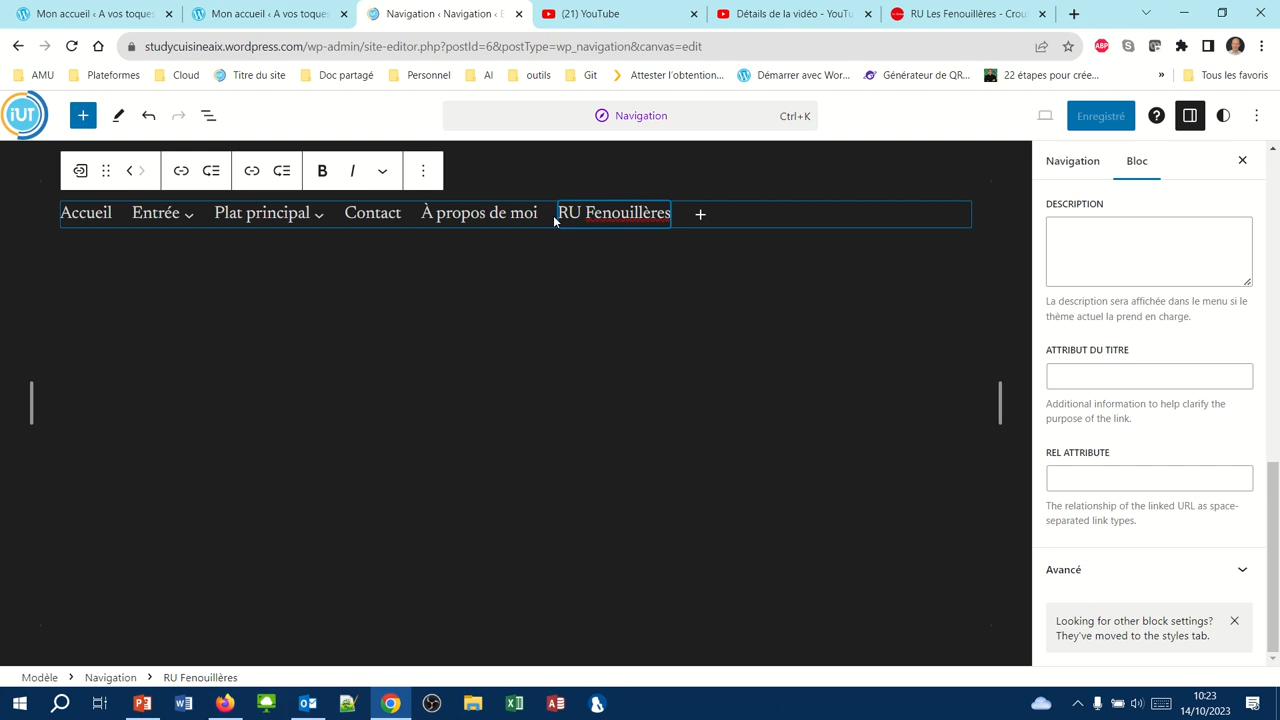 Mon compte ‹ A vos toques
Mon accueil ‹ A vos toques
Navigation ‹ Navigation ‹ E
(21) YouTube
Détails de la vidéo - YouTu
RU Les Fenouillères - Crou
studycuisineaix.wordpress.com/wp-admin/site-editor.php?postId=6&postType=wp_navigation&canvas=edit
ABP
AMU
Plateformes
Cloud
Titre du site
Doc partagé
Personnel
AI
outils
Git
Attester l'obtention...
Démarrer avec Wor...
Générateur de QR...
22 étapes pour crée...
»
Tous les favoris
iUT
Navigation
Ctrl+K
Enregistré
B I
Accueil Entrée Plat principal Contact À propos de moi RU Fenouillères
Navigation
Bloc
DESCRIPTION
La description sera affichée dans le menu si le
thème actuel la prend en charge.
ATTRIBUT DU TITRE
Additional information to help clarify the
purpose of the link.
REL ATTRIBUTE
The relationship of the linked URL as space-
separated link types.
Avancé
Looking for other block settings?
They've moved to the styles tab.
Modèle
Navigation
RU Fenouillères
10:23
14/10/2023